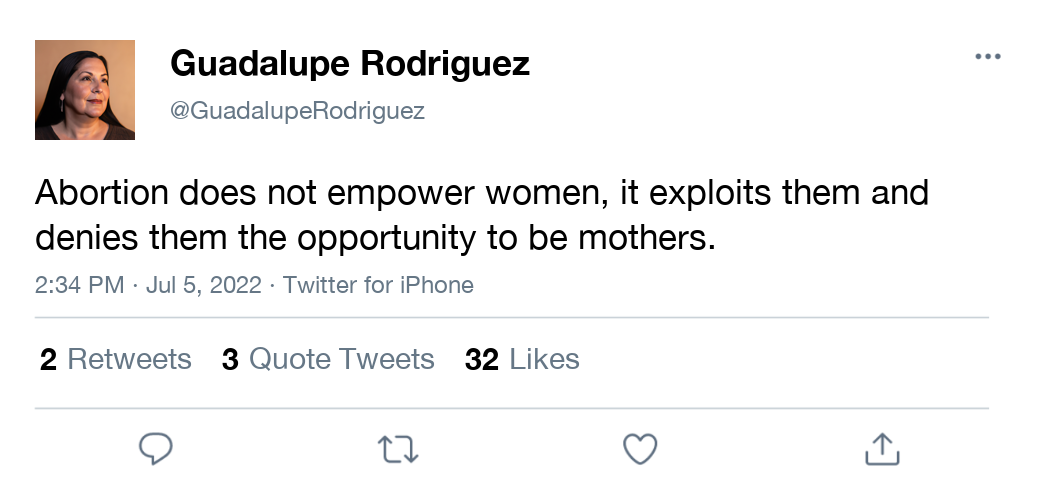 Guadalupe Rodriguez
@GuadalupeRodriguez
Abortion does not empower women, it exploits them and
denies them the opportunity to be mothers.
2:34 PM · Jul 5, 2022 · Twitter for iPhone
2 Retweets 3 Quote Tweets 32 Likes